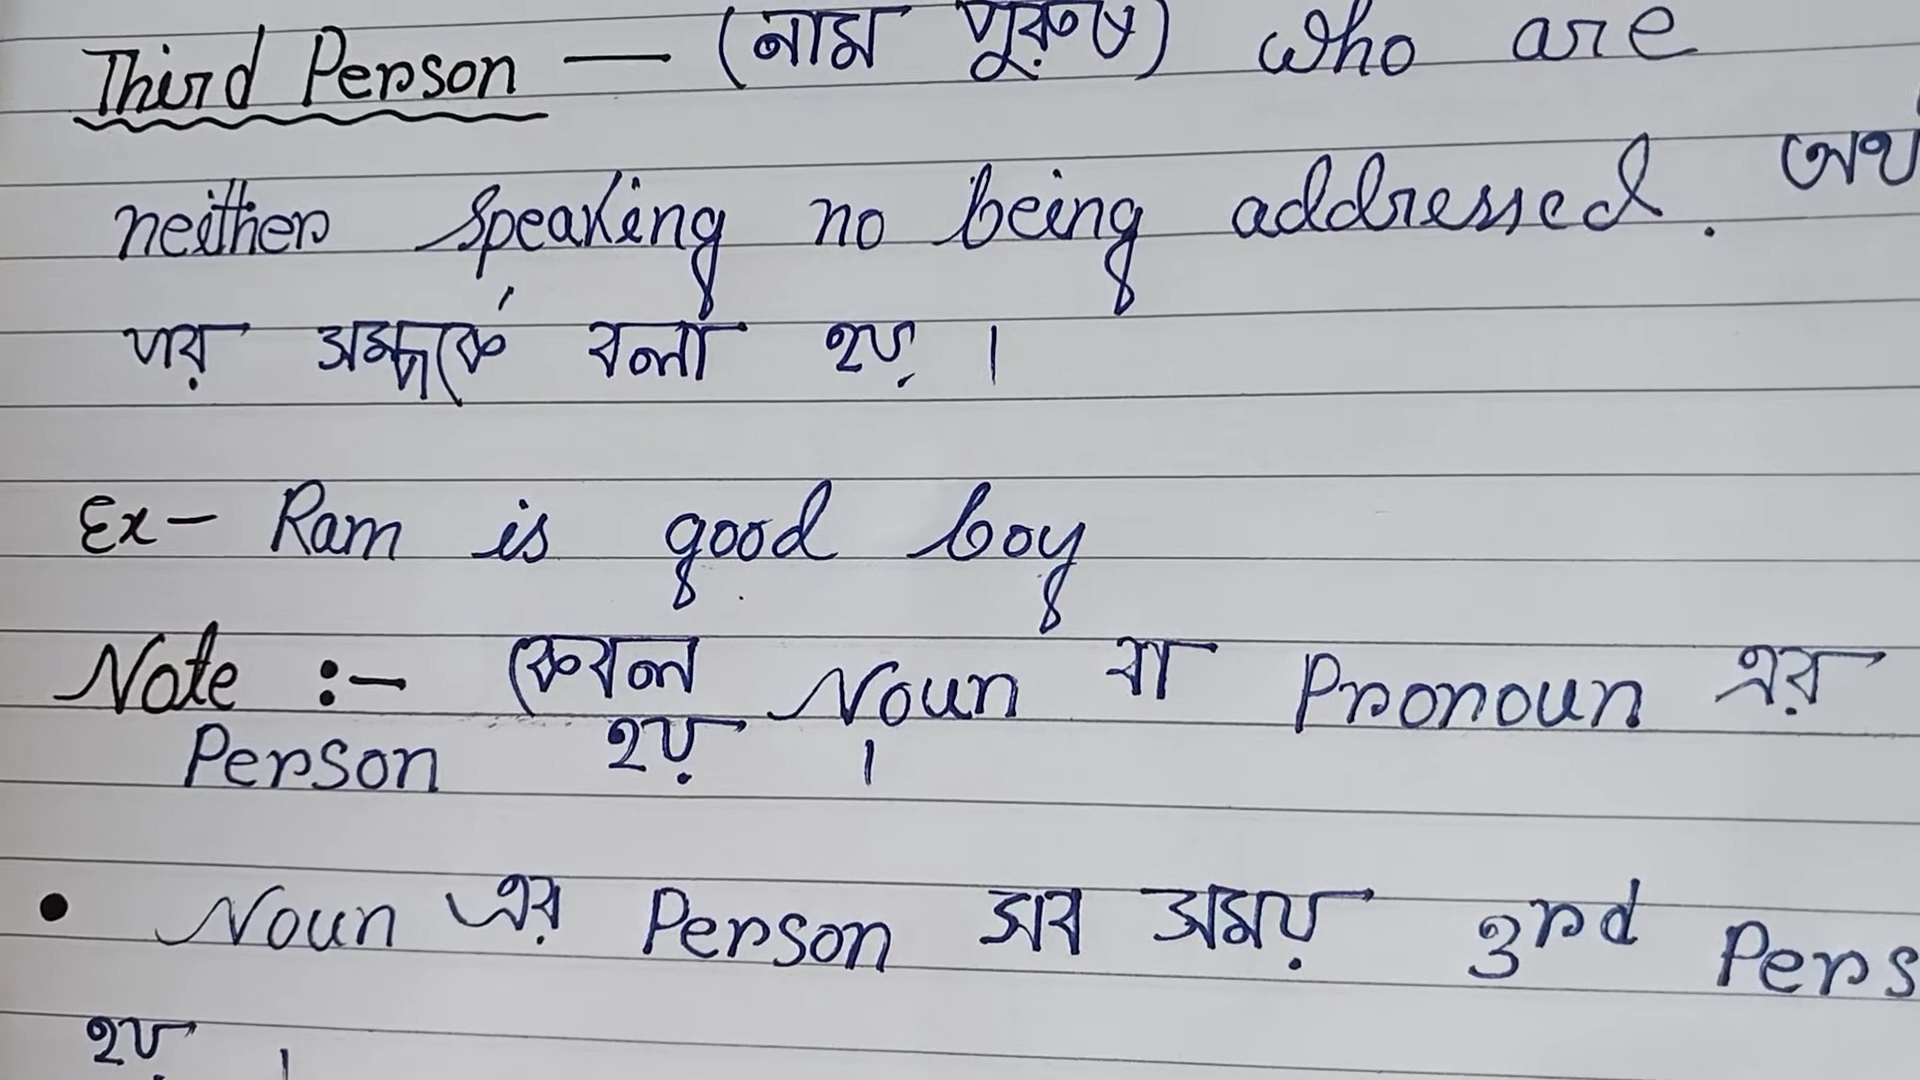 Third Person — (নাম পুরুষ) who are
neither speaking no being addressed.
পর সম্পর্কে বলা হয় ।
Ex- Ram is good boy
Note :- কেবল Noun বা Pronoun এর
Person হয় ।
• Noun এর Person সব সময় 3rd Pers
হয় ।